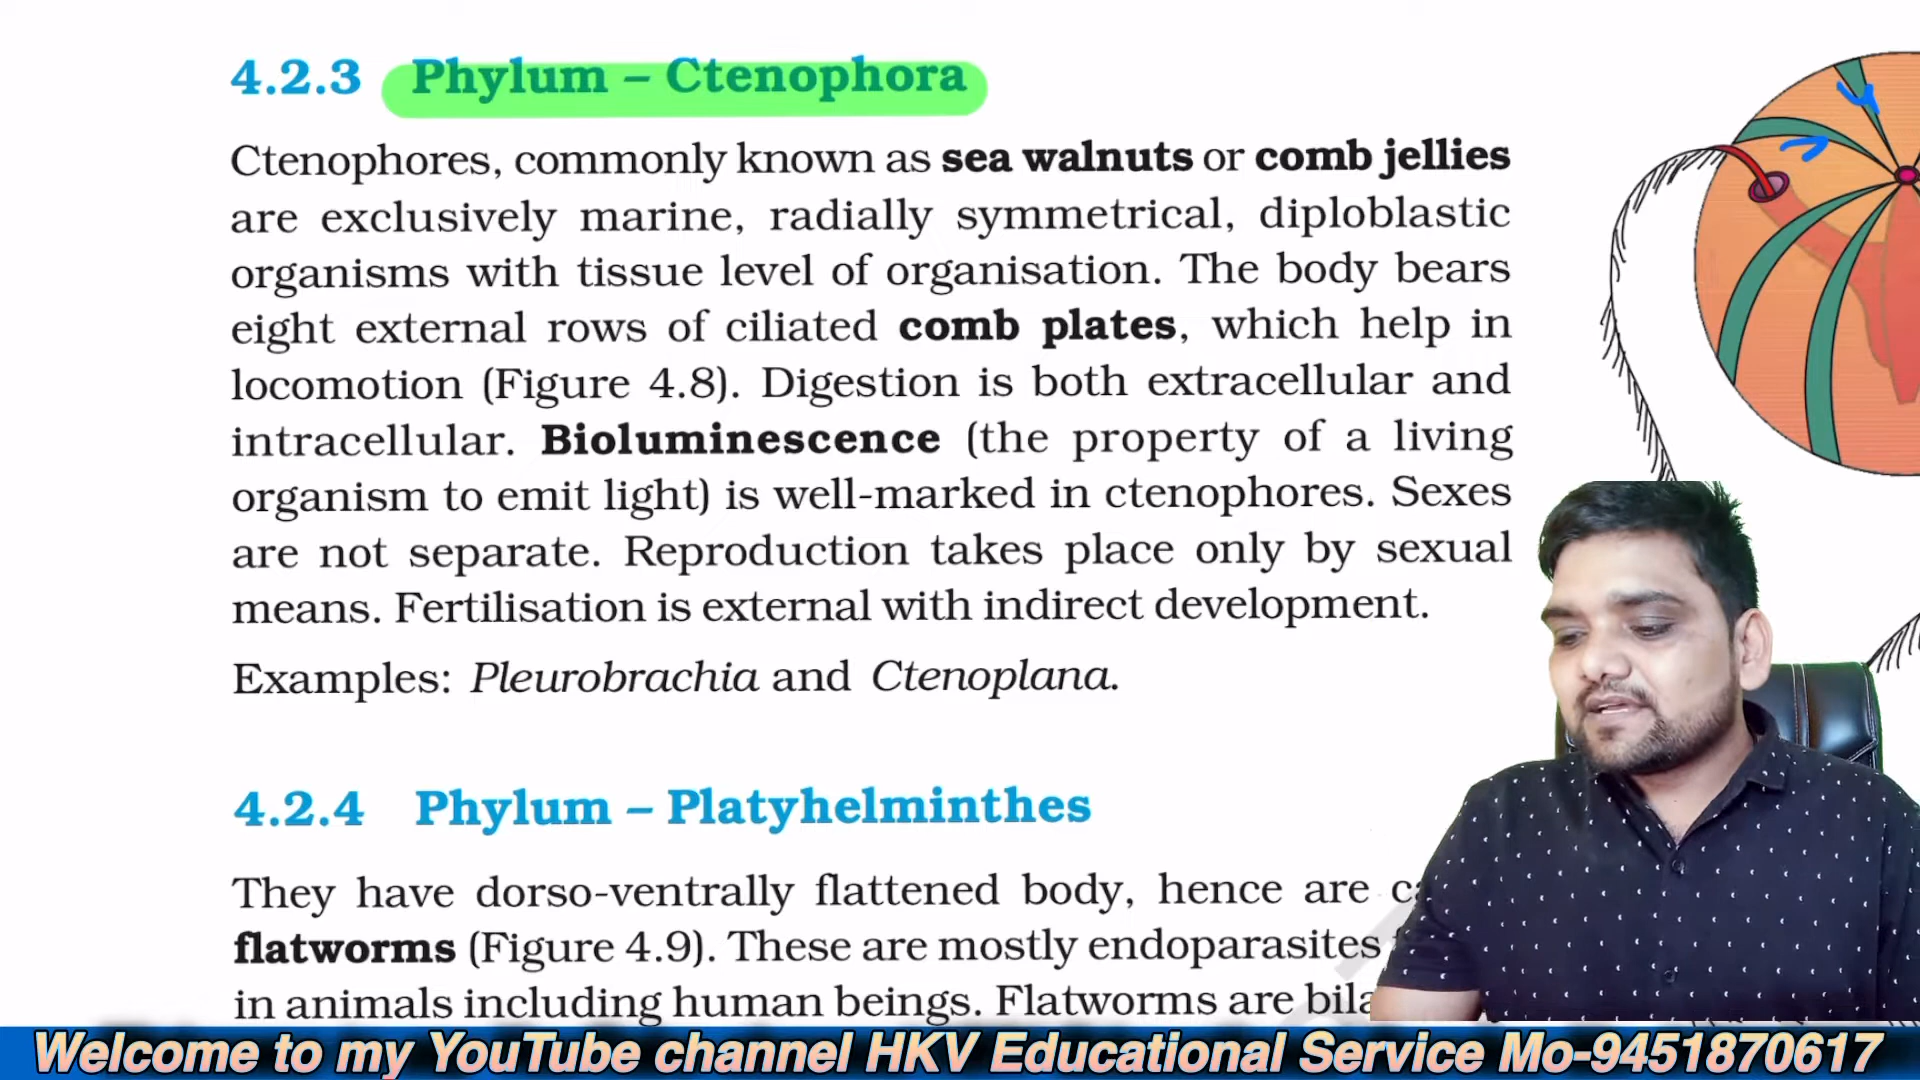 4.2.3 Phylum – Ctenophora
Ctenophores, commonly known as sea walnuts or comb jellies
are exclusively marine, radially symmetrical, diploblastic
organisms with tissue level of organisation. The body bears
eight external rows of ciliated comb plates, which help in
locomotion (Figure 4.8). Digestion is both extracellular and
intracellular. Bioluminescence (the property of a living
organism to emit light) is well-marked in ctenophores. Sexes
are not separate. Reproduction takes place only by sexual
means. Fertilisation is external with indirect development.
Examples: Pleurobrachia and Ctenoplana.
4.2.4 Phylum – Platyhelminthes
They have dorso-ventrally flattened body, hence are
flatworms (Figure 4.9). These are mostly endoparasites
in animals including human beings. Flatworms are
Welcome to my YouTube channel HKV Educational Service Mo-9451870617